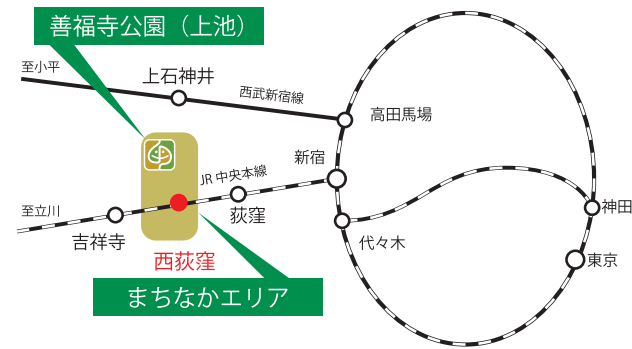 善福寺公園（上池）
至小平
上石神井
西武新宿線
高田馬場
新宿
JR 中央本線
荻窪
至立川
吉祥寺
西荻窪
まちなかエリア
代々木
神田
東京